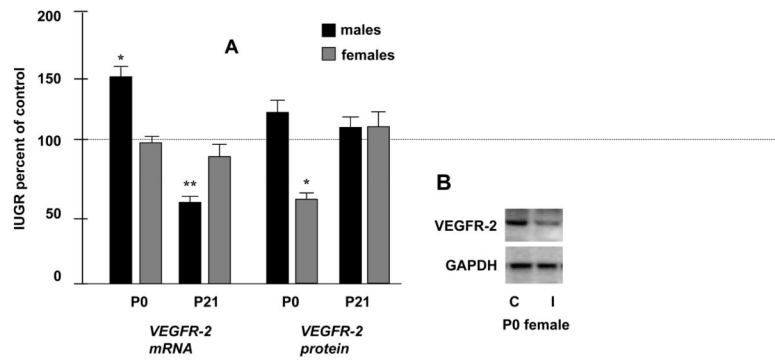 200
A
males
females
*
150
IUGR percent of control
100
**
*
50
0
P0
P21
P0
P21
VEGFR-2
mRNA
VEGFR-2
protein
B
VEGFR-2
GAPDH
C
I
P0 female